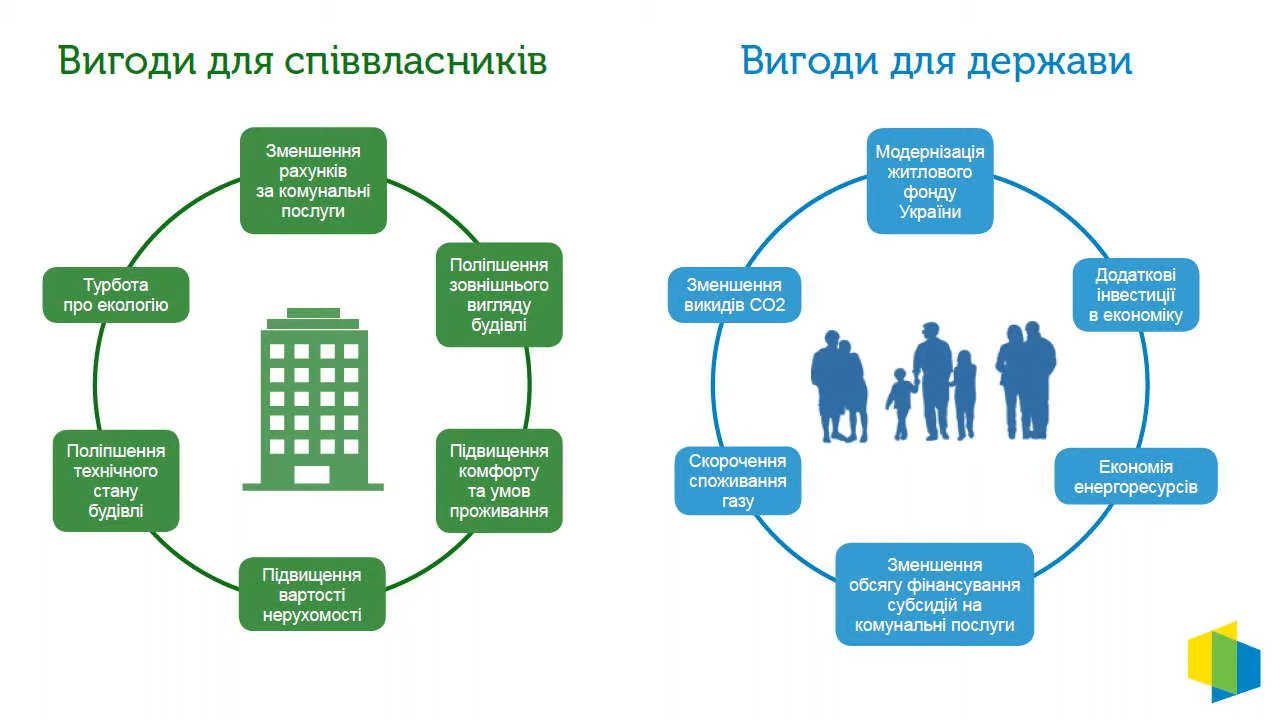 Вигоди для співвласників
Зменшення
рахунків
за комунальні
послуги
Поліпшення
зовнішнього
вигляду
будівлі
Підвищення
комфорту
та умов
проживання
Підвищення
вартості
нерухомості
Поліпшення
технічного
стану
будівлі
Турбота
про екологію
Вигоди для держави
Модернізація
житлового
фонду
України
Додаткові
інвестиції
в економіку
Економія
енергоресурсів
Зменшення
обсягу фінансування
субсидій на
комунальні послуги
Скорочення
споживання
газу
Зменшення
викидів СО2